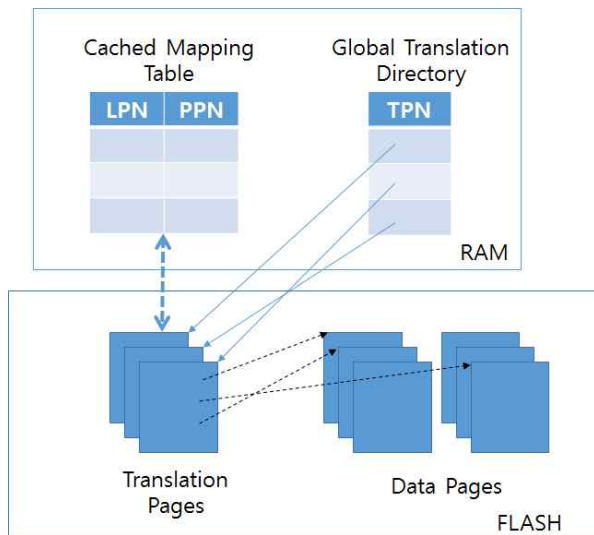 Cached Mapping
Table
Global Translation
Directory
LPN PPN
TPN
RAM
Translation
Pages
Data Pages
FLASH